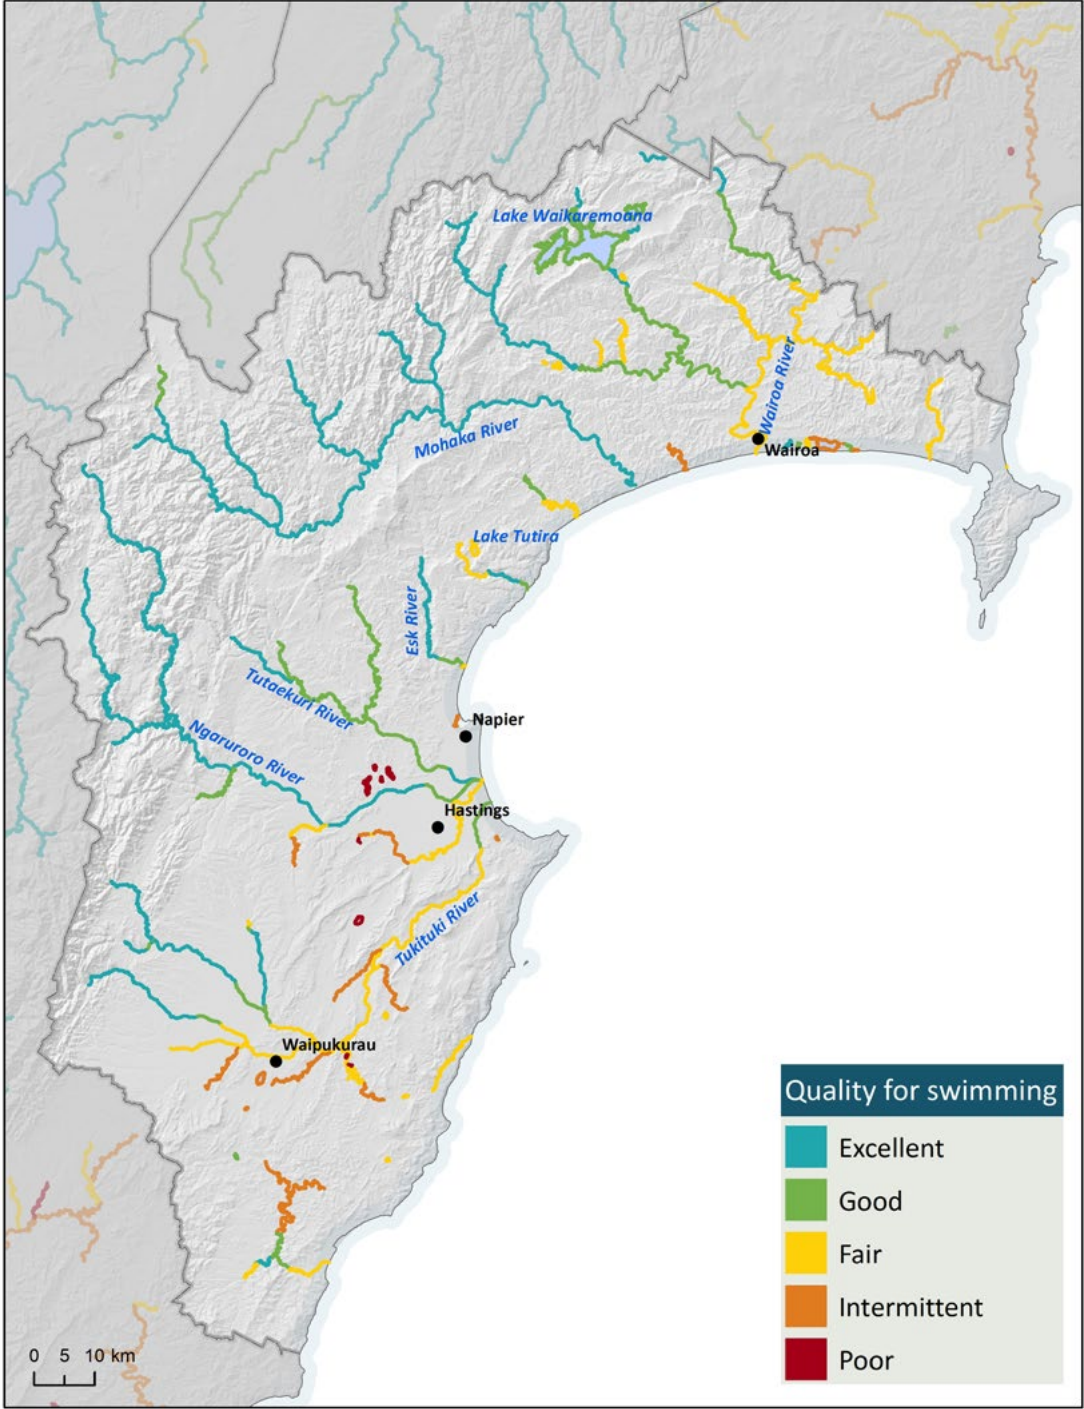 Lake Waikaremoana
Wairoa River
Mohaka River
Wairoa
Lake Tutira
Esk River
Tutaekuri River
Napier
Ngaruroro River
Hastings
Tukituki River
Waipukurau
Quality for swimming
Excellent
Good
Fair
Intermittent
Poor
0 5 10 km